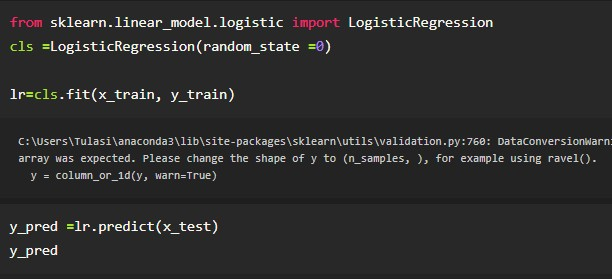 from sklearn.linear_model.logistic import LogisticRegression
cls =LogisticRegression(random_state =0)
lr=cls.fit(x_train, y_train)
C:\Users\Tulasi\anaconda3\lib\site-packages\sklearn\utils\validation.py:760: DataConversionWarni
array was expected. Please change the shape of y to (n_samples, ), for example using ravel().
y = column_or_1d(y, warn=True)
y_pred =lr.predict(x_test)
y_pred